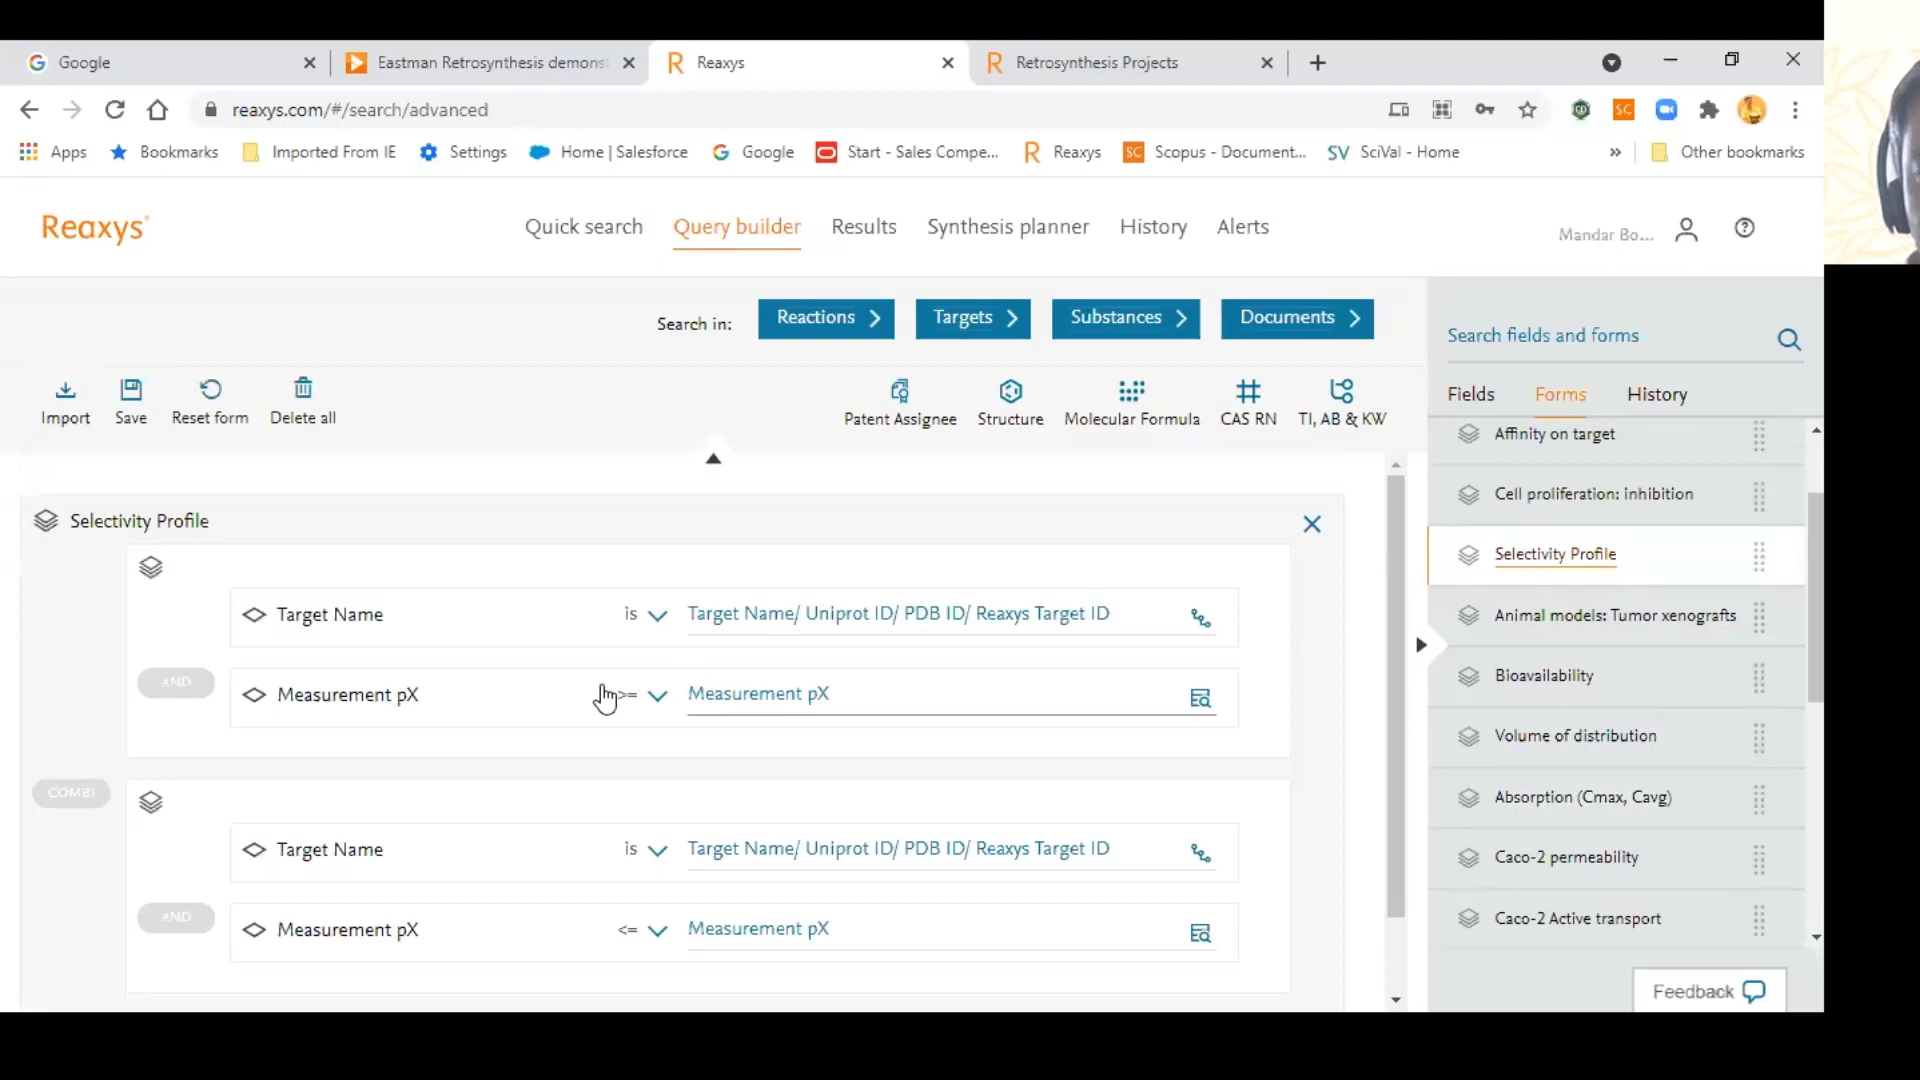 Google
Eastman Retrosynthesis demons
Reaxys
Retrosynthesis Projects
reaxys.com/#/search/advanced
SC
Apps
Bookmarks
Imported From IE
Settings
Home | Salesforce
Google
Start - Sales Compe...
Reaxys
SC
Scopus - Document...
SV
SciVal - Home
»
Other bookmarks
Reaxys
Quick search
Query builder
Results
Synthesis planner
History
Alerts
Mandar Bo...
Search in:
Reactions
Targets
Substances
Documents
Import
Save
Reset form
Delete all
Patent Assignee
Structure
Molecular Formula
CAS RN
TI, AB & KW
Search fields and forms
Fields
Forms
History
Affinity on target
Cell proliferation: inhibition
Selectivity Profile
Animal models: Tumor xenografts
Bioavailability
Volume of distribution
Absorption (Cmax, Cavg)
Caco-2 permeability
Caco-2 Active transport
Selectivity Profile
Target Name
is
Target Name/ Uniprot ID/ PDB ID/ Reaxys Target ID
AND
Measurement pX
>=
Measurement pX
COMBI
Target Name
is
Target Name/ Uniprot ID/ PDB ID/ Reaxys Target ID
AND
Measurement pX
<=
Measurement pX
Feedback